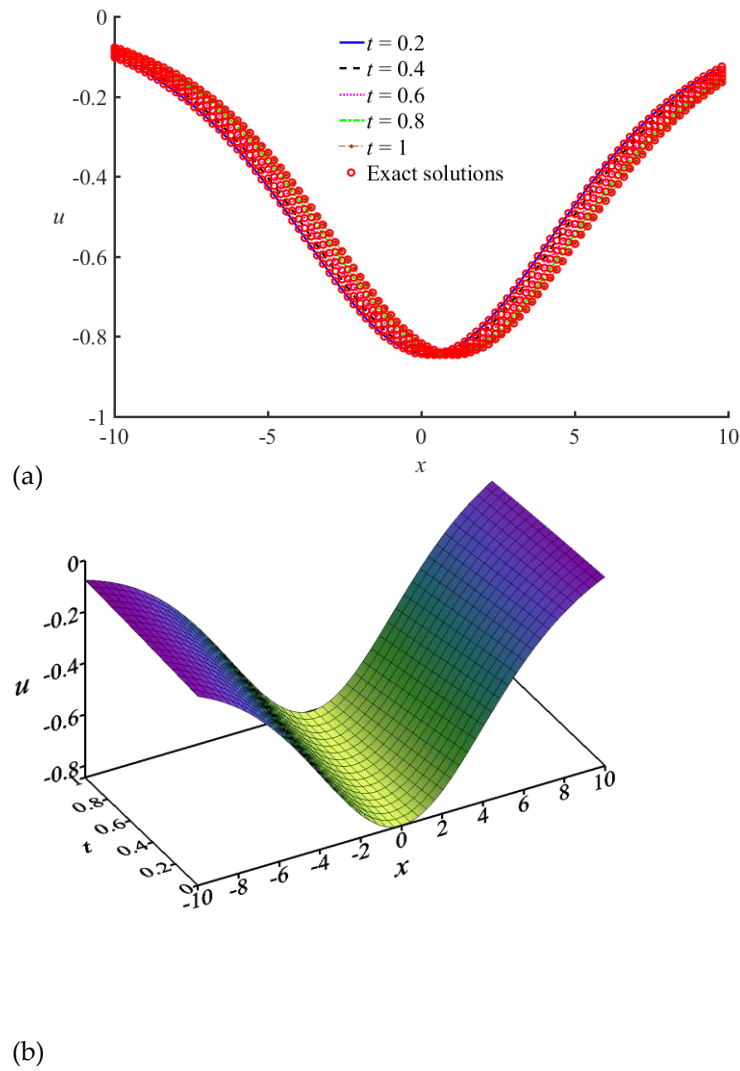 0
-0.2
-0.4
-0.6
-0.8
-1
u
t = 0.2
t = 0.4
t = 0.6
t = 0.8
t = 1
Exact solutions
-10 -5 0 5 10
x
(a)
0
-0.2
-0.4
-0.6
-0.8
u
1
0.8
0.6
0.4
0.2
0
t
-10 -8 -6 -4 -2 0 2 4 6 8 10
x
(b)